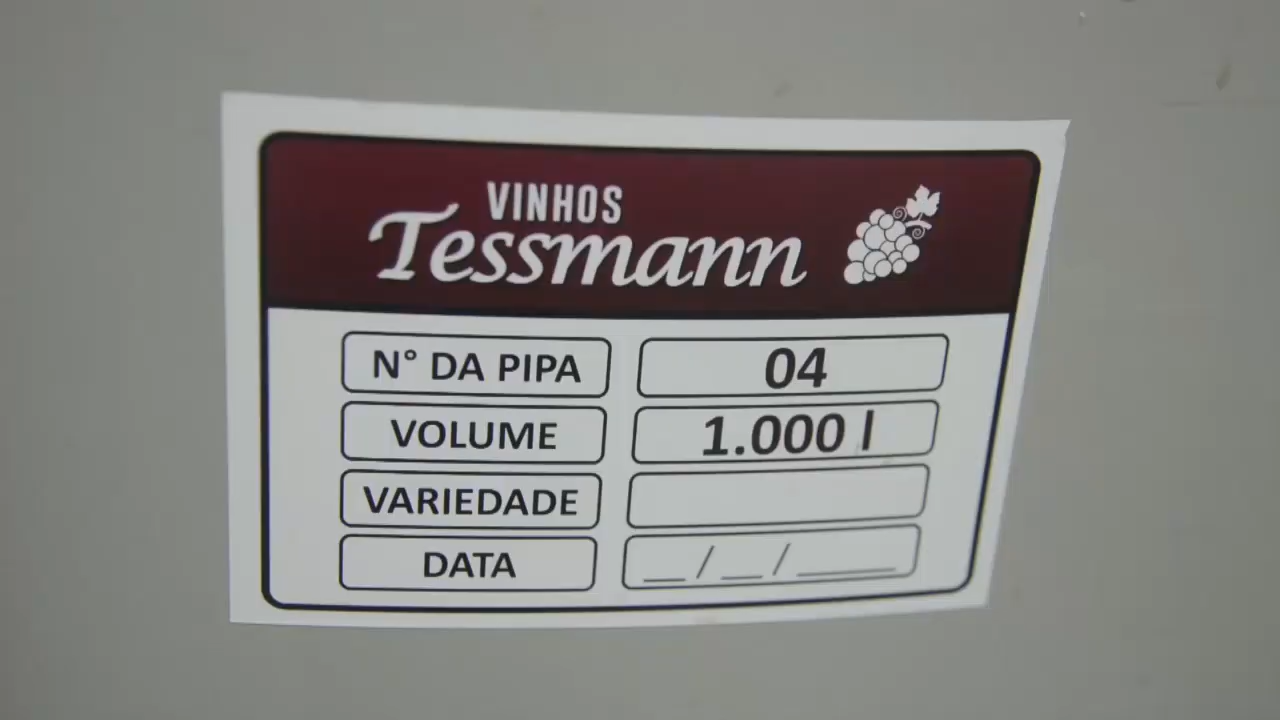 VINHOS
Tessmann
N° DA PIPA 04
VOLUME 1.000 l
VARIEDADE
DATA __/__/____